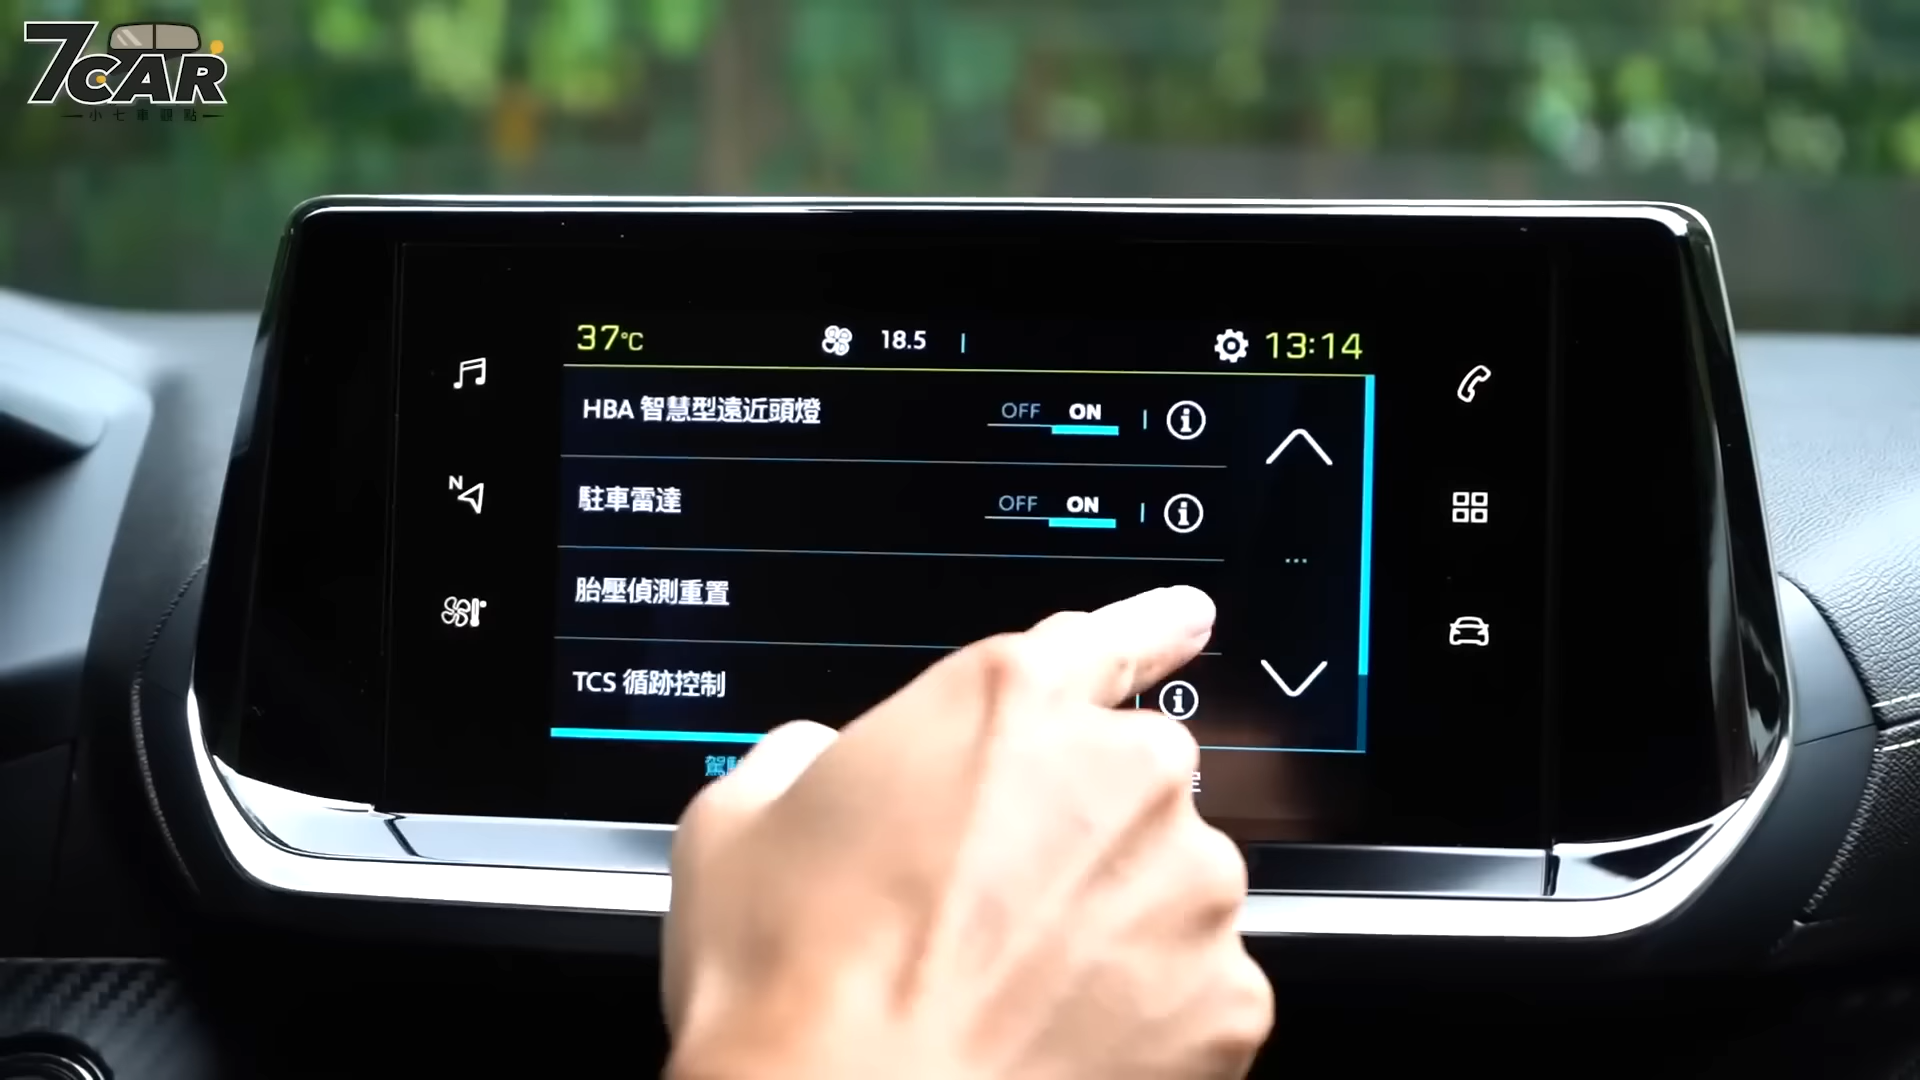 7CAR
小七車觀點
37°C
18.5
13:14
HBA 智慧型遠近頭燈
OFF ON
駐車雷達
OFF ON
N
胎壓偵測重置
TCS 循跡控制